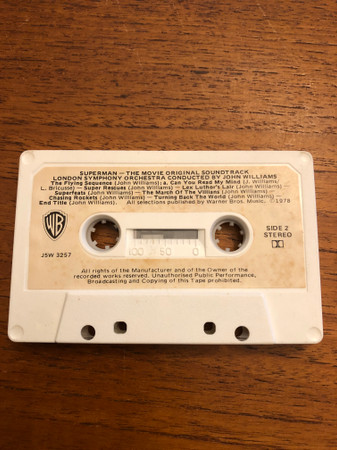 SUPERMAN — THE MOVIE ORIGINAL SOUNDTRACK
LONDON SYMPHONY ORCHESTRA CONDUCTED BY JOHN WILLIAMS
The Flying Sequence (John Williams); a. Can You Read My Mind (J. Williams/
L. Bricusse) — Super Rescues (John Williams) — Lex Luthor's Lair (John Williams) —
Superfeats (John Williams) — The March Of The Villians (John Williams) —
Chasing Rockets (John Williams) — Turning Back The World (John Williams) —
End Title (John Williams). All selections published by Warner Bros. Music. ©1978
WB
J5W 3257
100 50 0
SIDE 2
STEREO
All rights of the Manufacturer and of the Owner of the
recorded works reserved. Unauthorised Public Performance,
Broadcasting and Copying of this Tape prohibited.